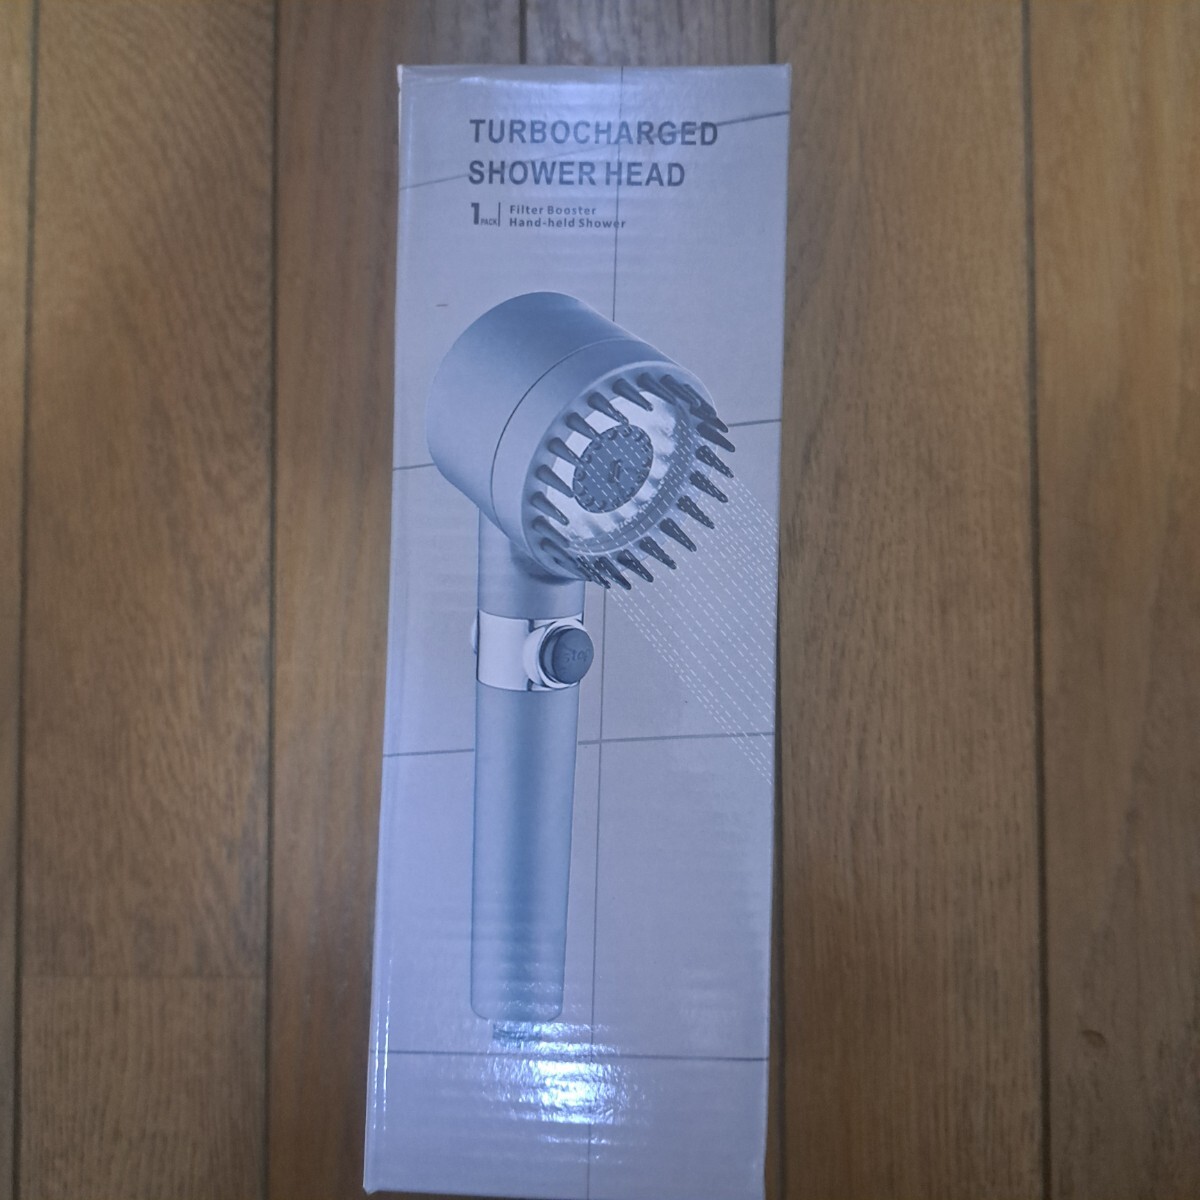 TURBOCHARGED
SHOWER HEAD
1 PACK Filter Booster
Hand-held Shower